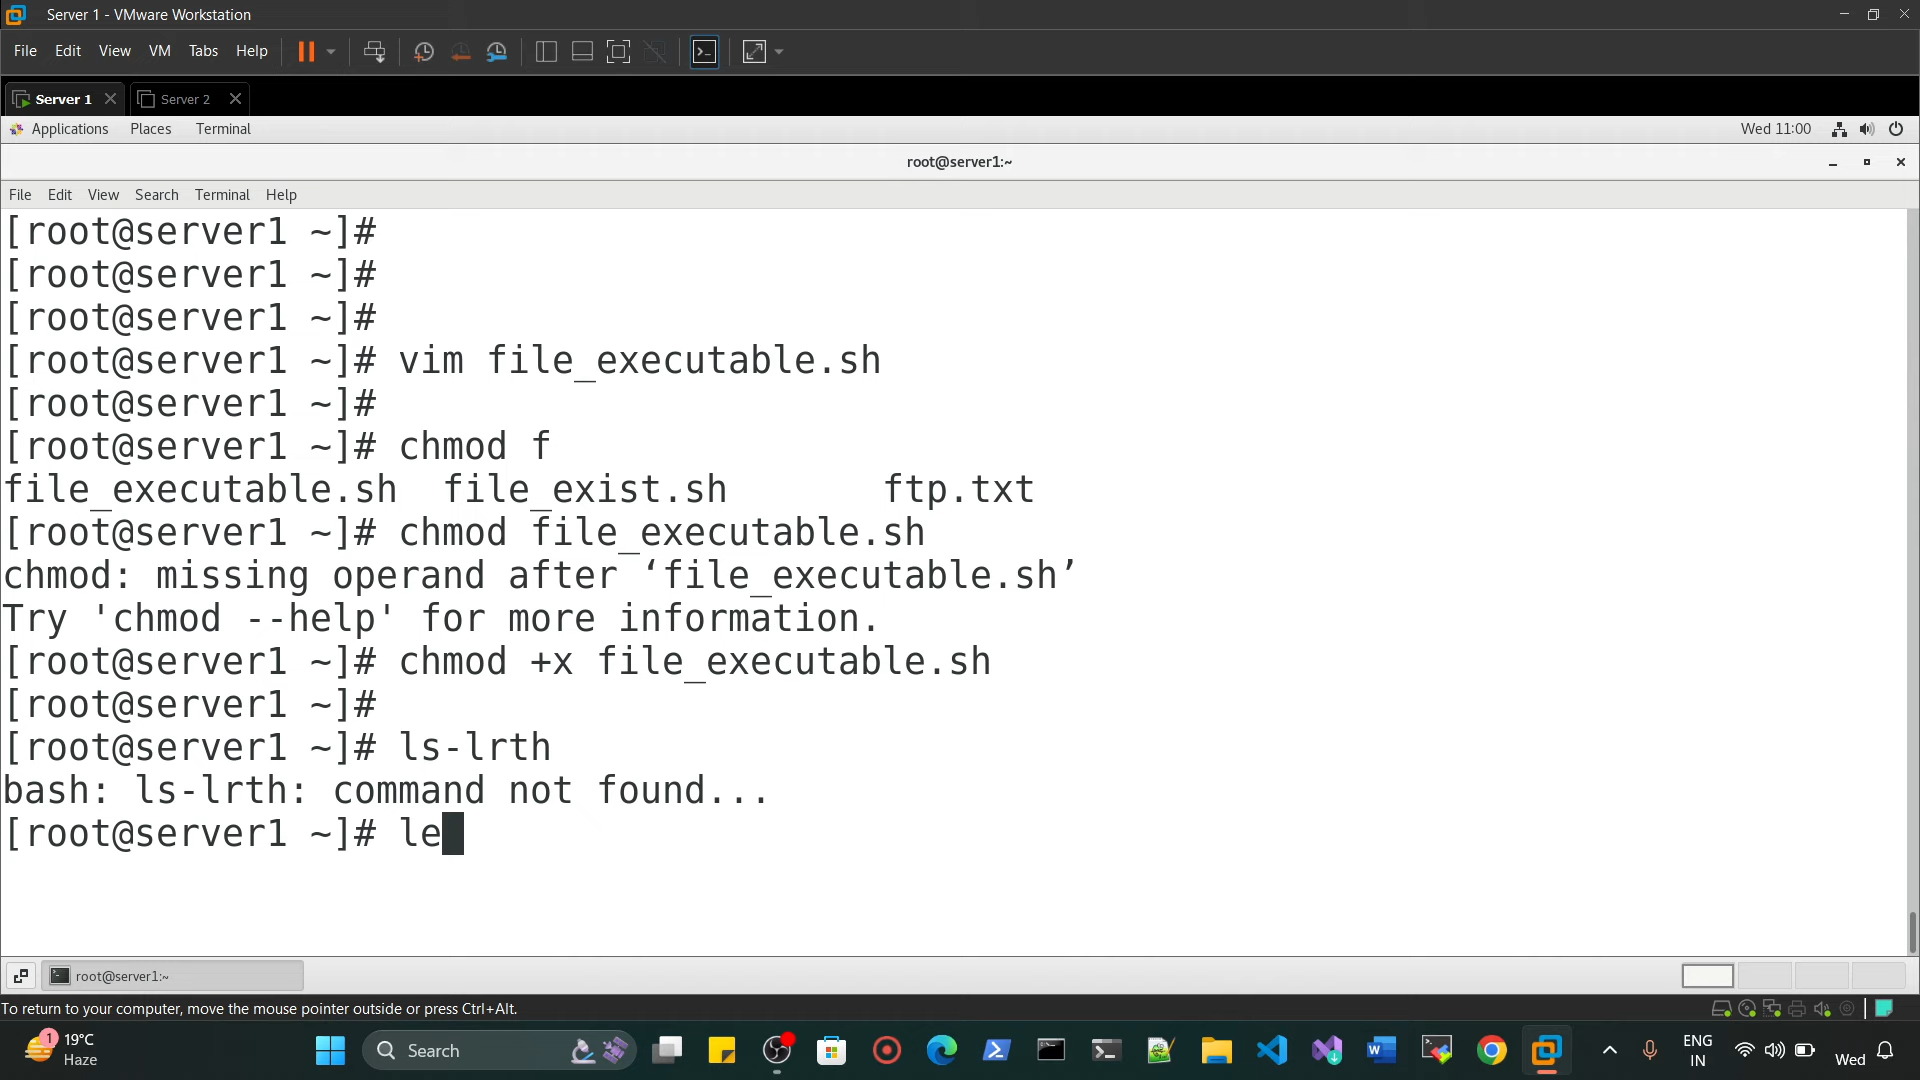 Server 1 - VMware Workstation
File Edit View VM Tabs Help
Server 1 Server 2
Applications Places Terminal Wed 11:00
root@server1:~
File Edit View Search Terminal Help
[root@server1 ~]#
[root@server1 ~]#
[root@server1 ~]#
[root@server1 ~]# vim file_executable.sh
[root@server1 ~]#
[root@server1 ~]# chmod f
file_executable.sh file_exist.sh ftp.txt
[root@server1 ~]# chmod file_executable.sh
chmod: missing operand after ‘file_executable.sh’
Try 'chmod --help' for more information.
[root@server1 ~]# chmod +x file_executable.sh
[root@server1 ~]#
[root@server1 ~]# ls-lrth
bash: ls-lrth: command not found...
[root@server1 ~]# le
root@server1:~
To return to your computer, move the mouse pointer outside or press Ctrl+Alt.
1 19°C
Haze
Search
ENG
IN
Wed